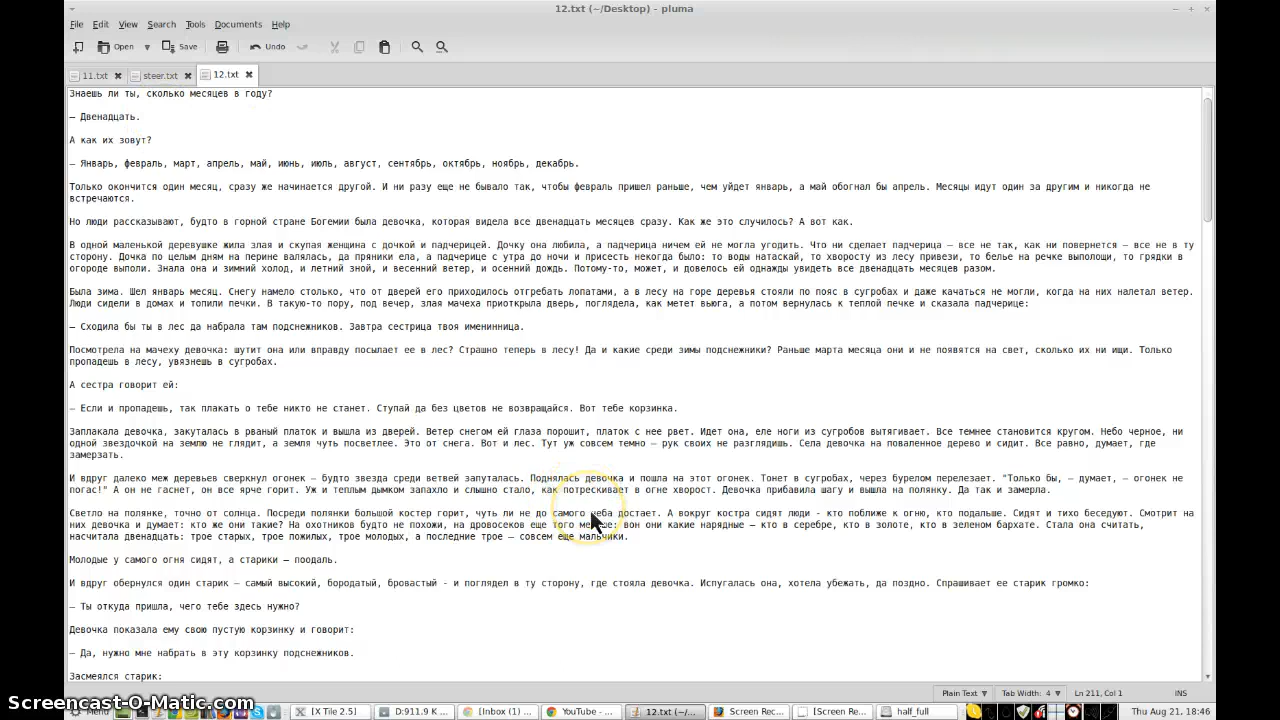 12.txt (~/Desktop) - pluma
File Edit View Search Tools Documents Help
Open Save Undo
11.txt steer.txt 12.txt
Знаешь ли ты, сколько месяцев в году?
— Двенадцать.
А как их зовут?
— Январь, февраль, март, апрель, май, июнь, июль, август, сентябрь, октябрь, ноябрь, декабрь.
Только окончится один месяц, сразу же начинается другой. И ни разу еще не бывало так, чтобы февраль пришел раньше, чем уйдет январь, а май обогнал бы апрель. Месяцы идут один за другим и никогда не
встречаются.
Но люди рассказывают, будто в горной стране Богемии была девочка, которая видела все двенадцать месяцев сразу. Как же это случилось? А вот как.
В одной маленькой деревушке жила злая и скупая женщина с дочкой и падчерицей. Дочку она любила, а падчерица ничем ей не могла угодить. Что ни сделает падчерица — все не так, как ни повернется — все не в ту
сторону. Дочка по целым дням на перине валялась, да пряники ела, а падчерице с утра до ночи и присесть некогда было: то воды натаскай, то хворосту из лесу привези, то белье на речке выполощи, то грядки в
огороде выполи. Знала она и зимний холод, и летний зной, и весенний ветер, и осенний дождь. Потому-то, может, и довелось ей однажды увидеть все двенадцать месяцев разом.
Была зима. Шел январь месяц. Снегу намело столько, что от дверей его приходилось отгребать лопатами, а в лесу на горе деревья стояли по пояс в сугробах и даже качаться не могли, когда на них налетал ветер.
Люди сидели в домах и топили печки. В такую-то пору, под вечер, злая мачеха приоткрыла дверь, поглядела, как метет вьюга, а потом вернулась к теплой печке и сказала падчерице:
— Сходила бы ты в лес да набрала там подснежников. Завтра сестрица твоя именинница.
Посмотрела на мачеху девочка: шутит она или вправду посылает ее в лес? Страшно теперь в лесу! Да и какие среди зимы подснежники? Раньше марта месяца они и не появятся на свет, сколько их ни ищи. Только
пропадешь в лесу, увязнешь в сугробах.
А сестра говорит ей:
— Если и пропадешь, так плакать о тебе никто не станет. Ступай да без цветов не возвращайся. Вот тебе корзинка.
Заплакала девочка, закуталась в рваный платок и вышла из дверей. Ветер снегом ей глаза порошит, платок с нее рвет. Идет она, еле ноги из сугробов вытягивает. Все темнее становится кругом. Небо черное, ни
одной звездочкой на землю не глядит, а земля чуть посветлее. Это от снега. Вот и лес. Тут уж совсем темно — рук своих не разглядишь. Села девочка на поваленное дерево и сидит. Все равно, думает, где
замерзать.
И вдруг далеко меж деревьев сверкнул огонек — будто звезда среди ветвей запуталась. Поднялась девочка и пошла на этот огонек. Тонет в сугробах, через бурелом перелезает. "Только бы, — думает, — огонек не
погас!" А он не гаснет, он все ярче горит. Уж и теплым дымком запахло и слышно стало, как потрескивает в огне хворост. Девочка прибавила шагу и вышла на полянку. Да так и замерла.
Светло на полянке, точно от солнца. Посреди полянки большой костер горит, чуть ли не до самого неба достает. А вокруг костра сидят люди - кто поближе к огню, кто подальше. Сидят и тихо беседуют. Смотрит на
них девочка и думает: кто же они такие? На охотников будто не похожи, на дровосеков еще того меньше: вон они какие нарядные — кто в серебре, кто в золоте, кто в зеленом бархате. Стала она считать,
насчитала двенадцать: трое старых, трое пожилых, трое молодых, а последние трое — совсем еще мальчики.
Молодые у самого огня сидят, а старики — поодаль.
И вдруг обернулся один старик — самый высокий, бородатый, бровастый - и поглядел в ту сторону, где стояла девочка. Испугалась она, хотела убежать, да поздно. Спрашивает ее старик громко:
— Ты откуда пришла, чего тебе здесь нужно?
Девочка показала ему свою пустую корзинку и говорит:
— Да, нужно мне набрать в эту корзинку подснежников.
Засмеялся старик:
Plain Text Tab Width: 4 Ln 211, Col 1 INS
Screencast-O-Matic.com
Menu [X Tile 2.5] D:911.9 K ... [Inbox (1) ... YouTube - ... 12.txt (~/... Screen Rec... [Screen Re... half_full Thu Aug 21, 18:46